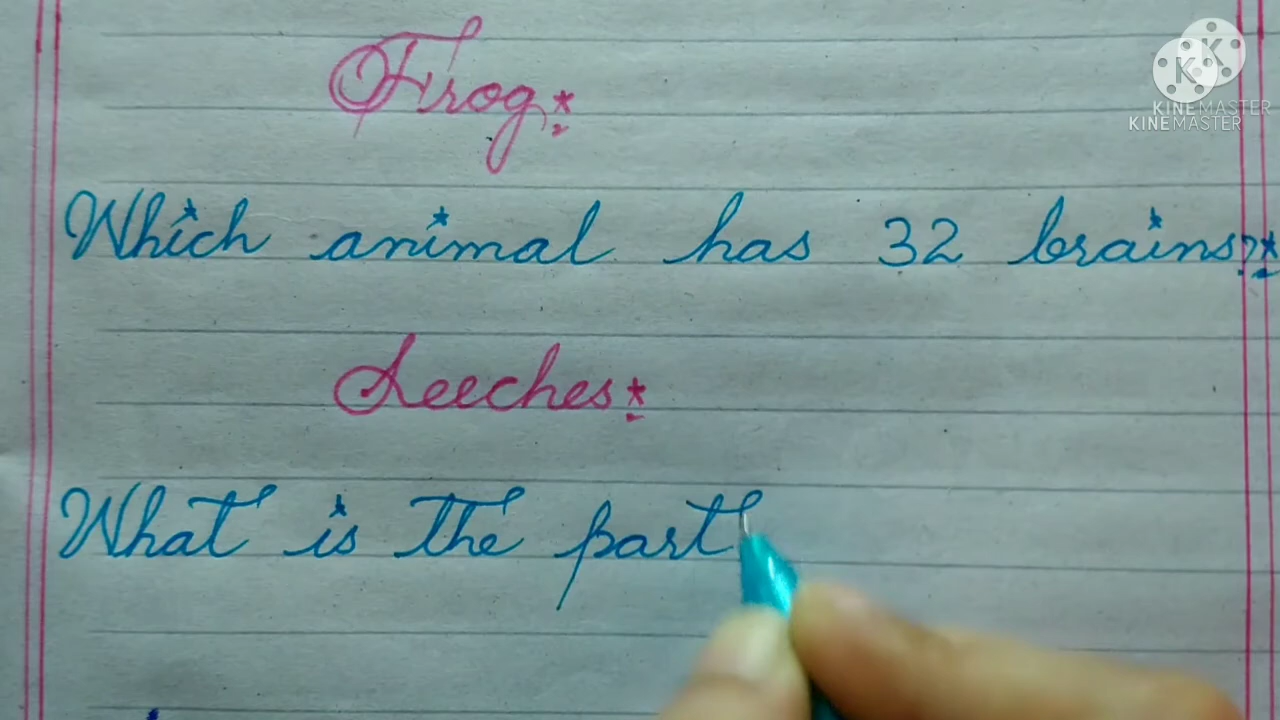 Frog.
KINEMASTER
KINEMASTER
Which animal has 32 brains?
Leeches.
What is the part